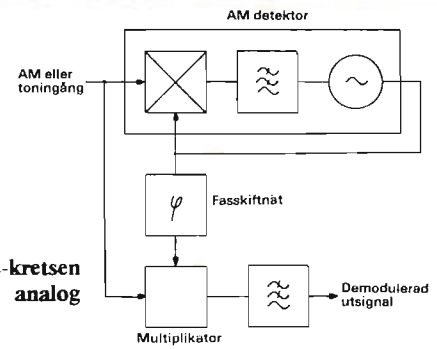 AM detektor
AM eller
toningång
φ
Fasskiftnät
-kretsen
analog
Multiplikator
Demodulerad
utsignal